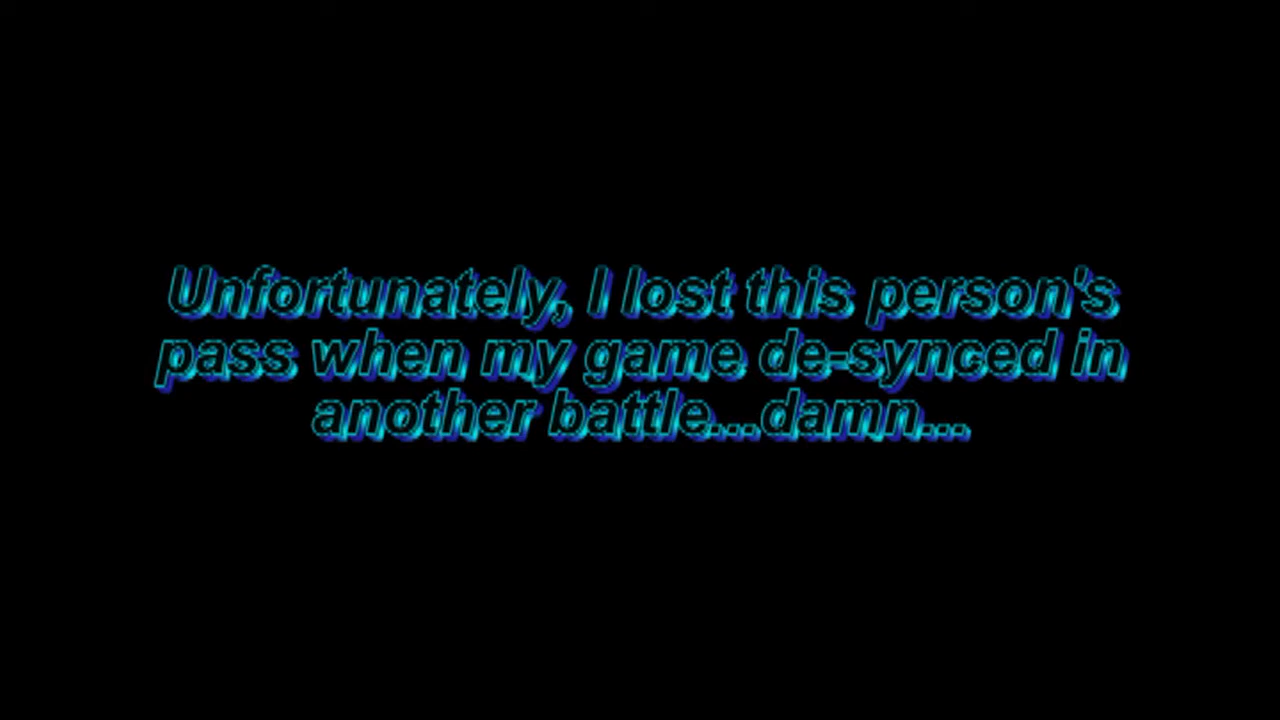 Unfortunately, I lost this person's
pass when my game de-synced in
another battle...damn...